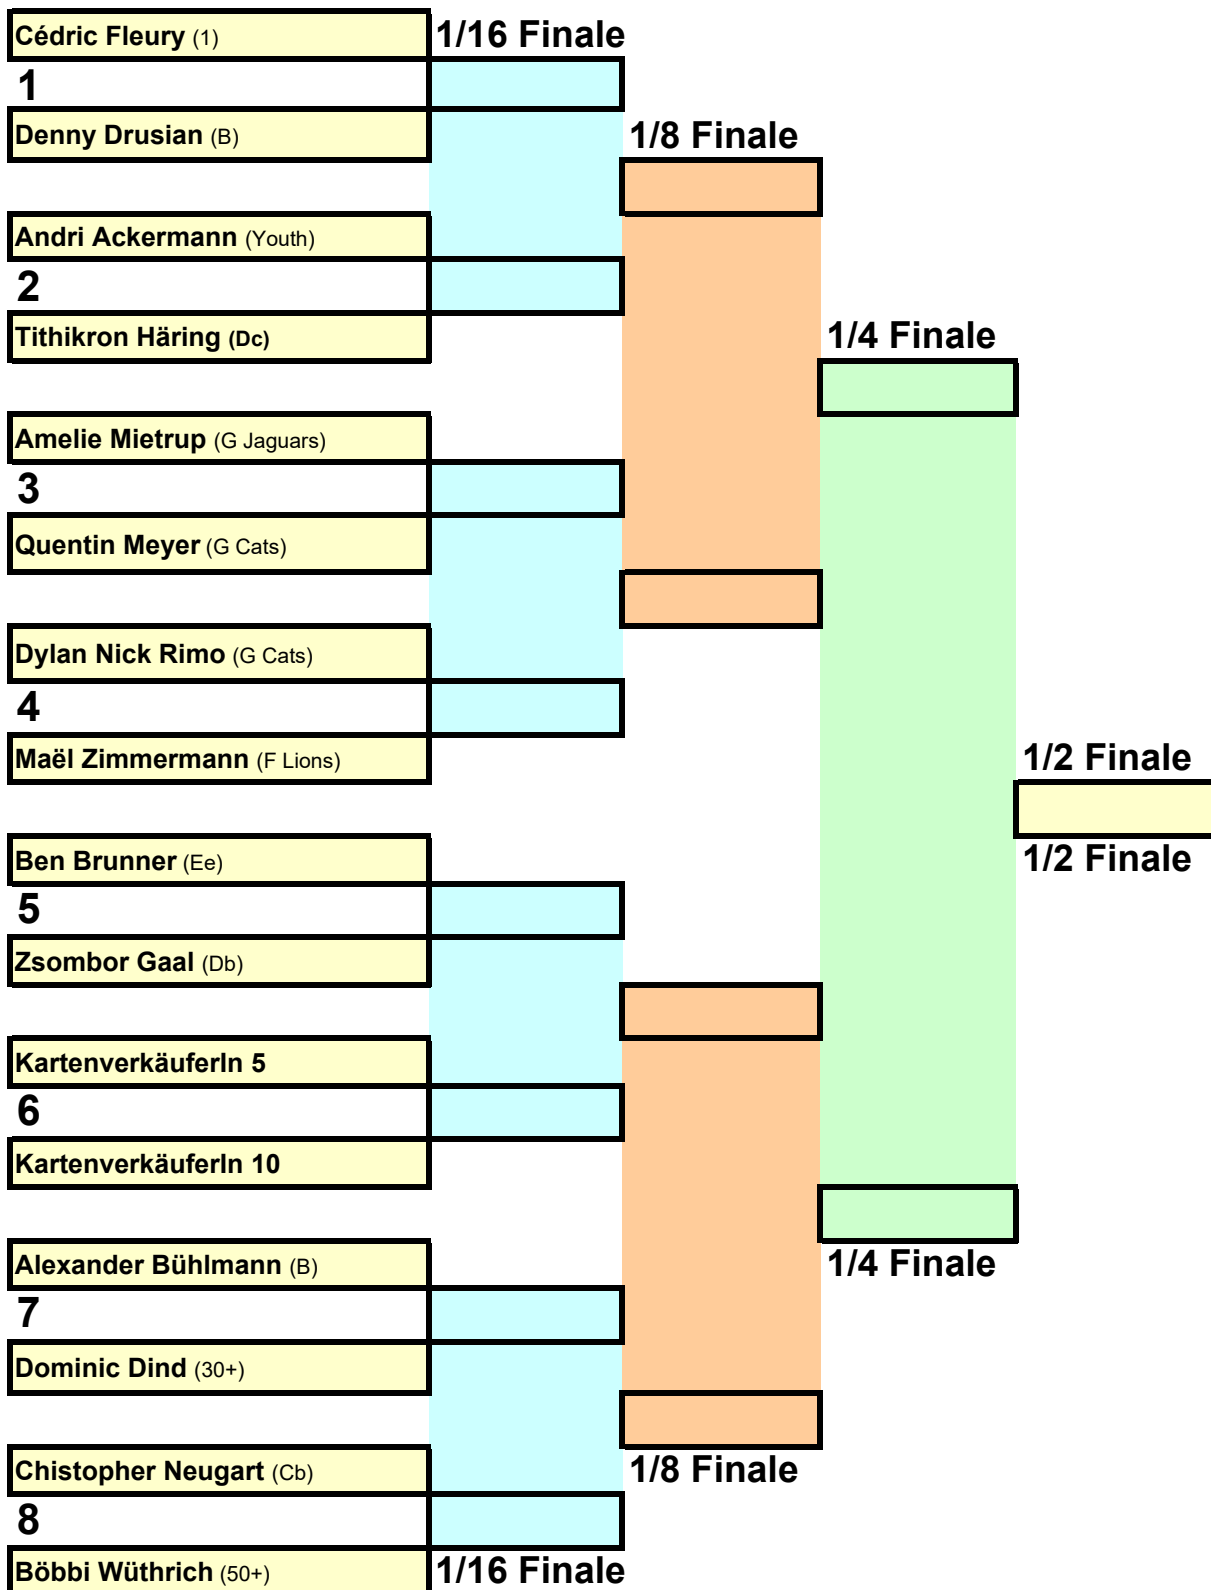 Cédric Fleury (1)
1/16 Finale
1
Denny Drusian (B)
1/8 Finale
Andri Ackermann (Youth)
2
Tithikron Häring (Dc)
1/4 Finale
Amelie Mietrup (G Jaguars)
3
Quentin Meyer (G Cats)
Dylan Nick Rimo (G Cats)
4
Maël Zimmermann (F Lions)
1/2 Finale
Ben Brunner (Ee)
1/2 Finale
5
Zsombor Gaal (Db)
KartenverkäuferIn 5
6
KartenverkäuferIn 10
Alexander Bühlmann (B)
1/4 Finale
7
Dominic Dind (30+)
Chistopher Neugart (Cb)
1/8 Finale
8
Böbbi Wüthrich (50+)
1/16 Finale